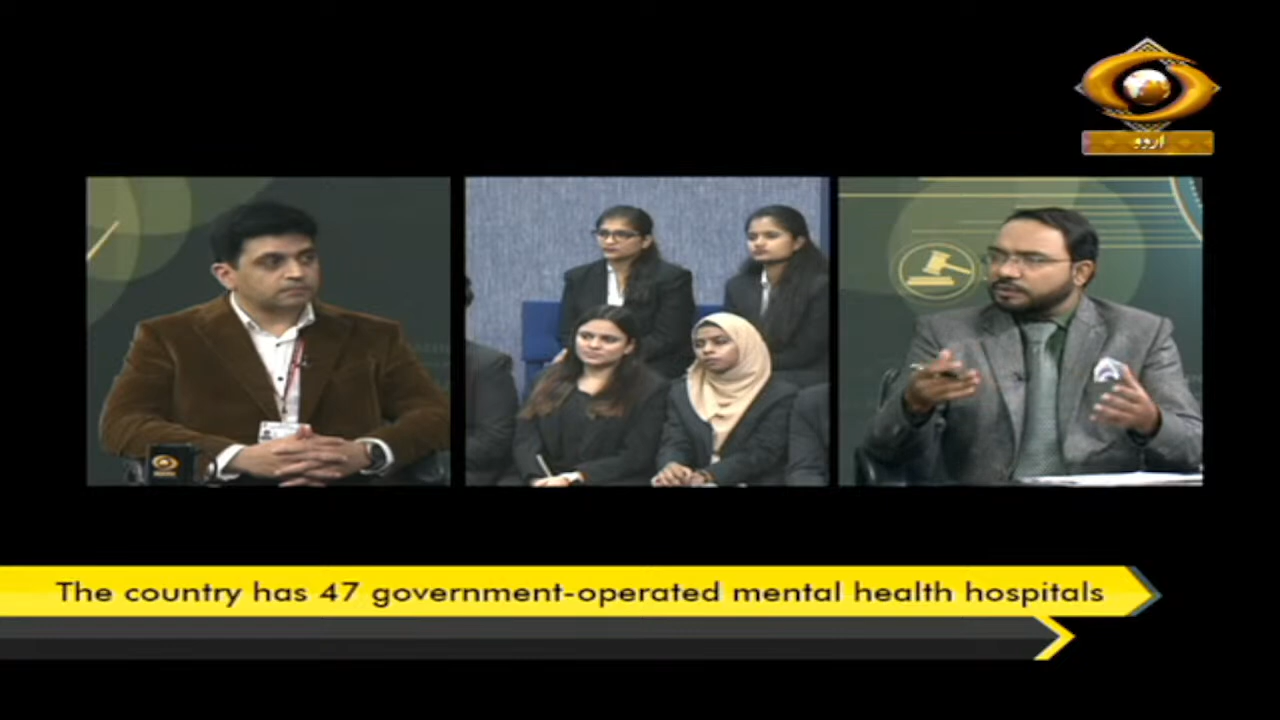 اردو
The country has 47 government-operated mental health hospitals